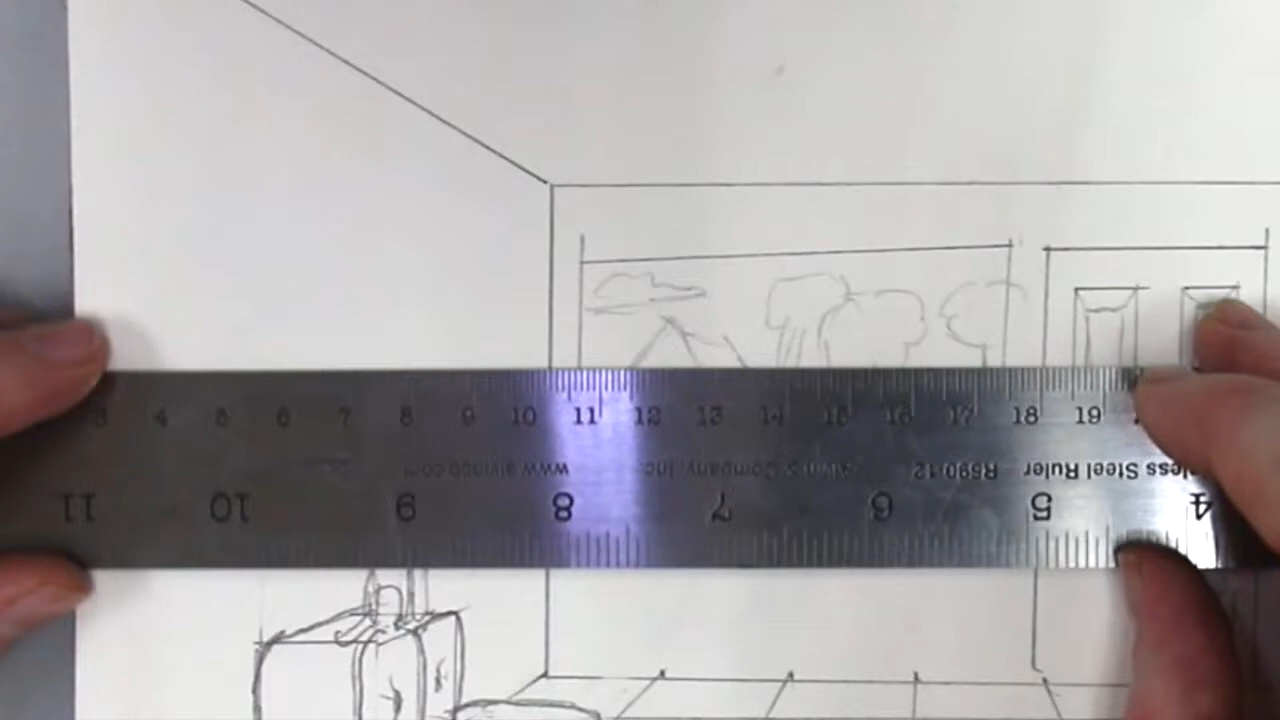 3 4 5 6 7 8 9 10 11 12 13 14 15 16 17 18 19
less Steel Ruler R590-12 Alvin & Company, Inc. www.alvinco.com
11 10 9 8 7 6 5 4